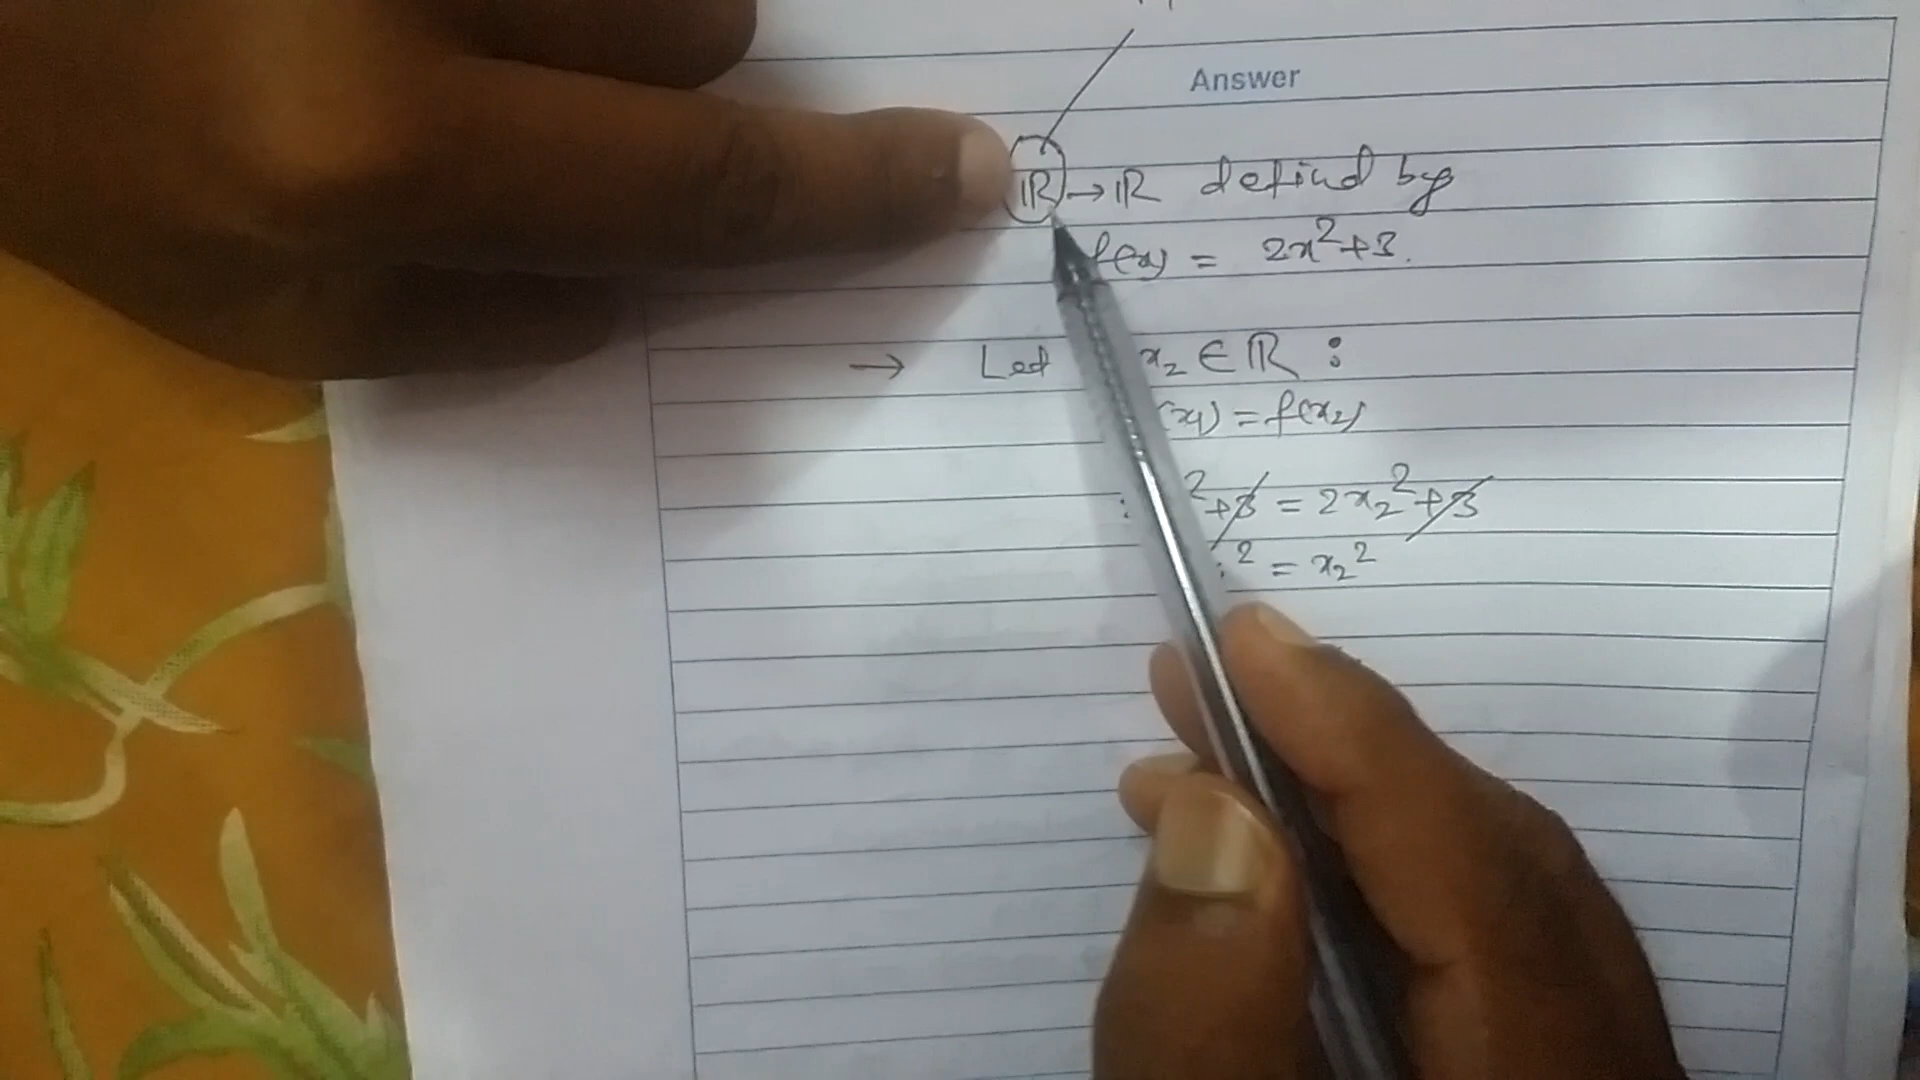 Answer
ℝ → ℝ defind by
f(x) = 2x²+3.
→ Let x₂ ∈ ℝ :
(x₁) = f(x₂)
²+3 = 2x₂²+3
² = x₂²